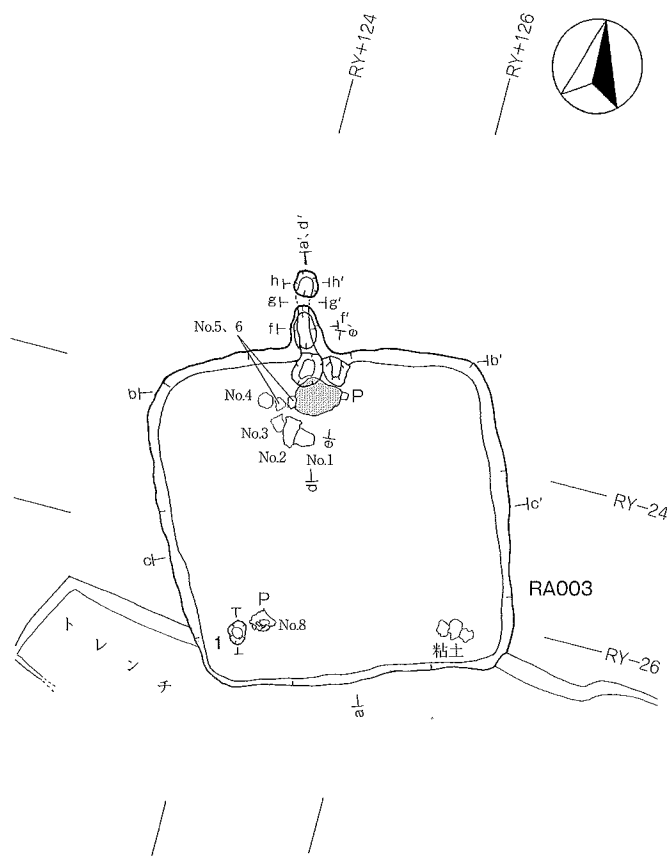 RY+124
RY+126
a'、d'
h
h'
g
g'
No.5、6
f
f'
e'
b
b'
No.4
P
No.3
e
No.2
No.1
d
c'
RY-24
c
RA003
P
No.8
1
粘土
RY-26
トレンチ
a